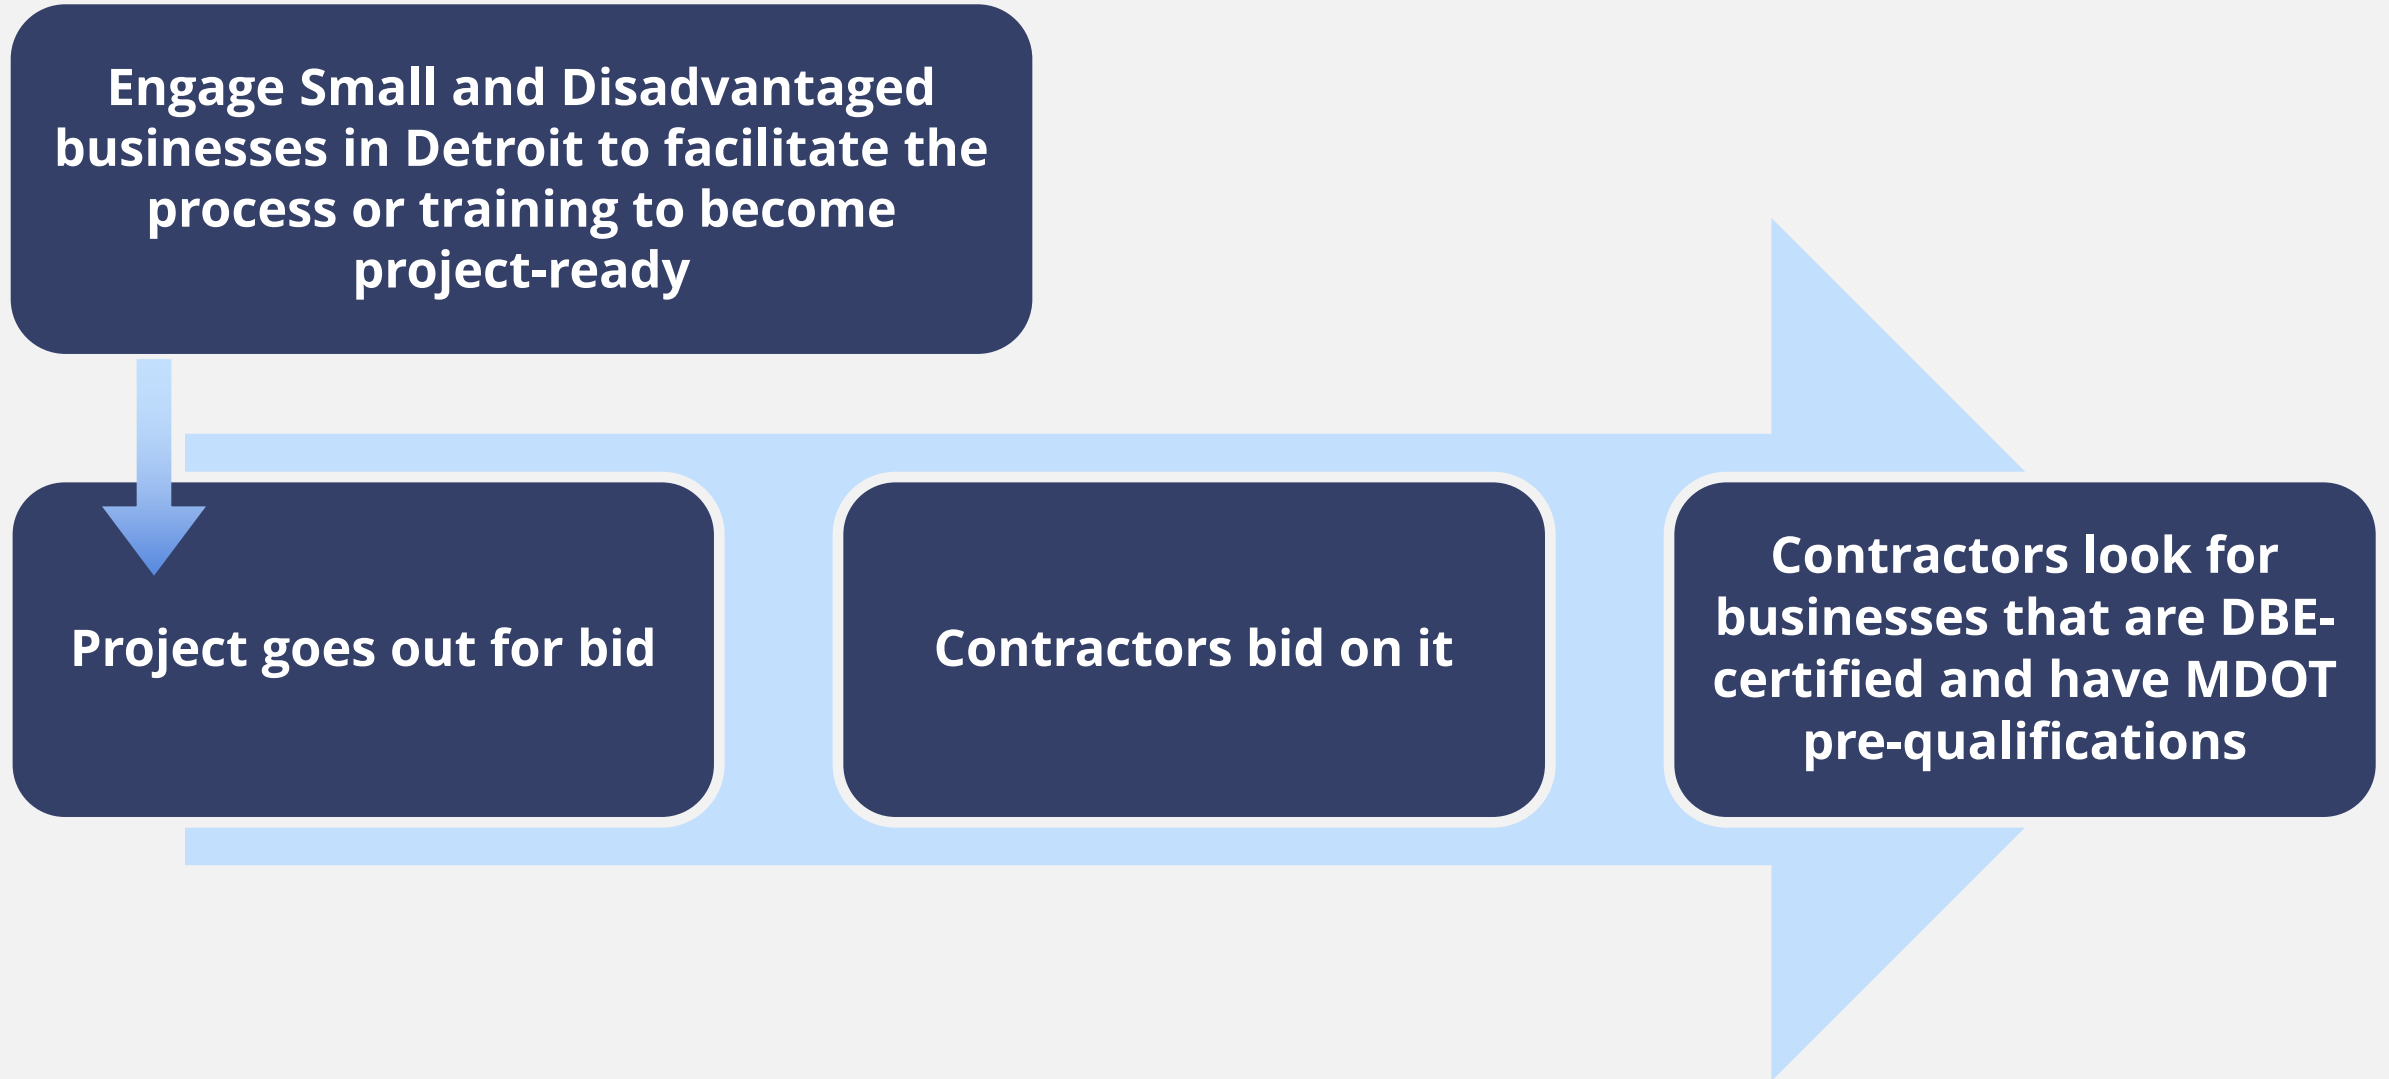 Engage Small and Disadvantaged
businesses in Detroit to facilitate the
process or training to become
project-ready
Project goes out for bid
Contractors bid on it
Contractors look for
businesses that are DBE-
certified and have MDOT
pre-qualifications